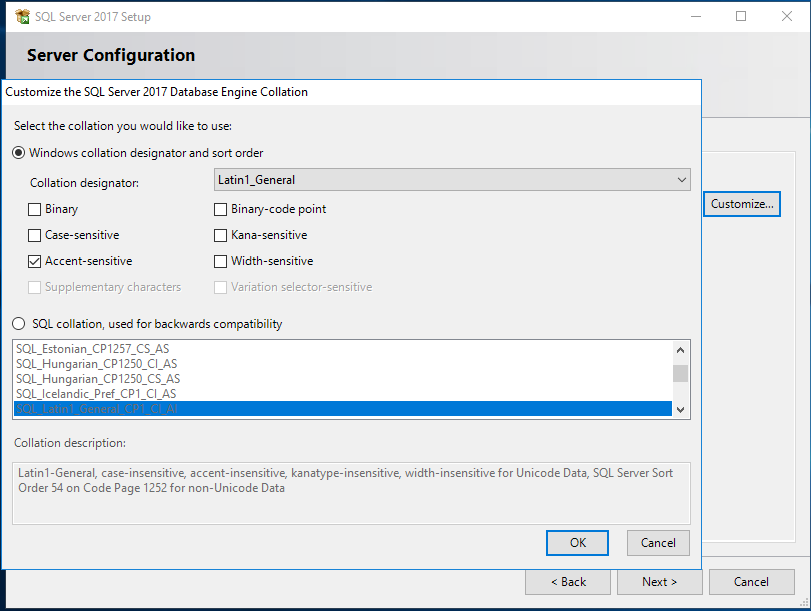 SQL Server 2017 Setup
Server Configuration
Customize the SQL Server 2017 Database Engine Collation
Select the collation you would like to use:
Windows collation designator and sort order
Collation designator: Latin1_General
Customize...
Binary Binary-code point
Case-sensitive Kana-sensitive
Accent-sensitive Width-sensitive
Supplementary characters Variation selector-sensitive
SQL collation, used for backwards compatibility
SQL_Estonian_CP1257_CS_AS
SQL_Hungarian_CP1250_CI_AS
SQL_Hungarian_CP1250_CS_AS
SQL_Icelandic_Pref_CP1_CI_AS
SQL_Latin1_General_CP1_CI_AI
Collation description:
Latin1-General, case-insensitive, accent-insensitive, kanatype-insensitive, width-insensitive for Unicode Data, SQL Server Sort
Order 54 on Code Page 1252 for non-Unicode Data
OK Cancel
< Back Next > Cancel